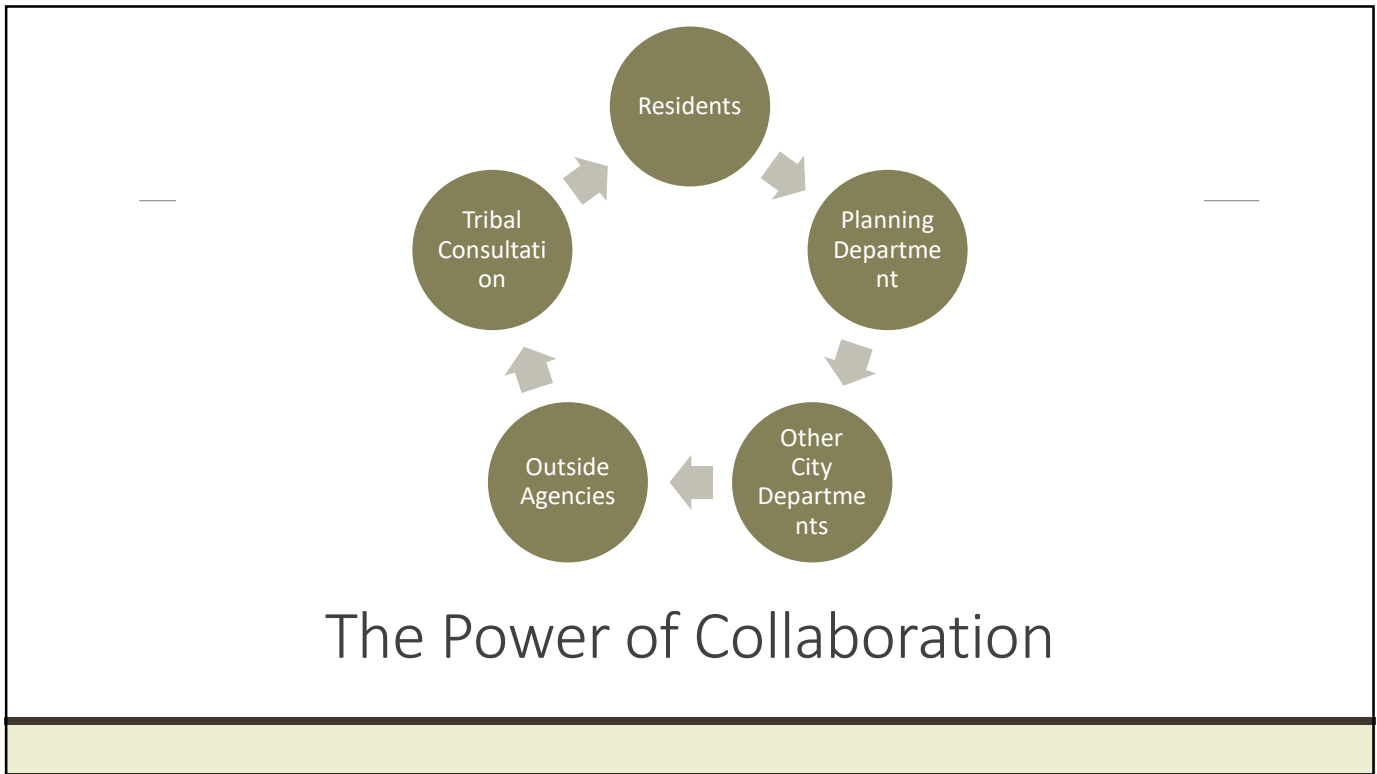 Residents
Planning
Departme
nt
Other
City
Departme
nts
Outside
Agencies
Tribal
Consultati
on
The Power of Collaboration